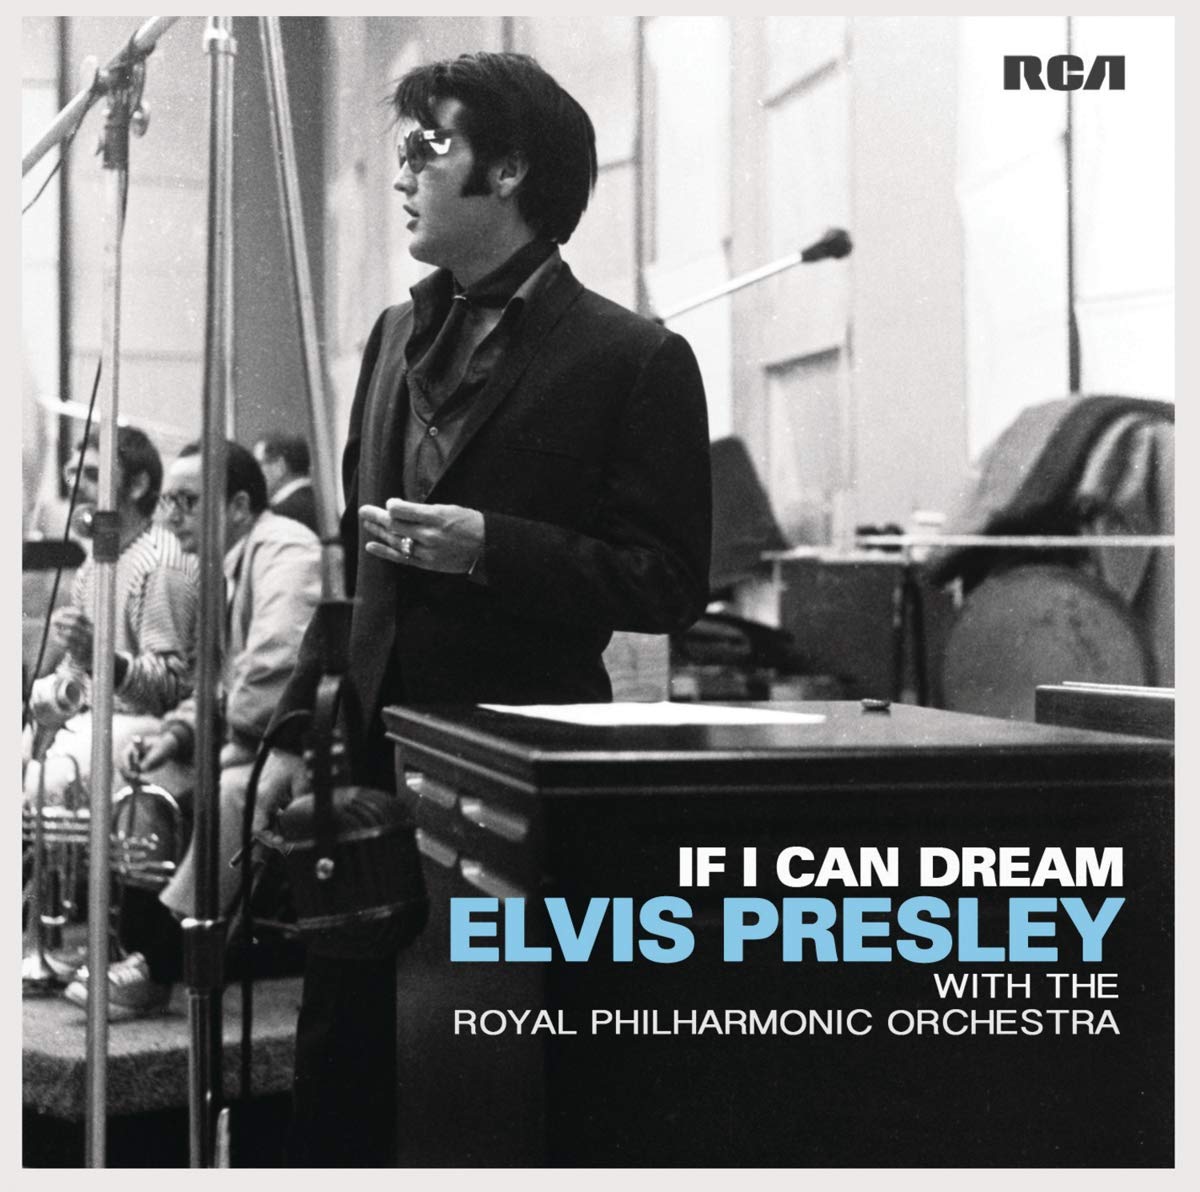 RCA
IF I CAN DREAM
ELVIS PRESLEY
WITH THE
ROYAL PHILHARMONIC ORCHESTRA